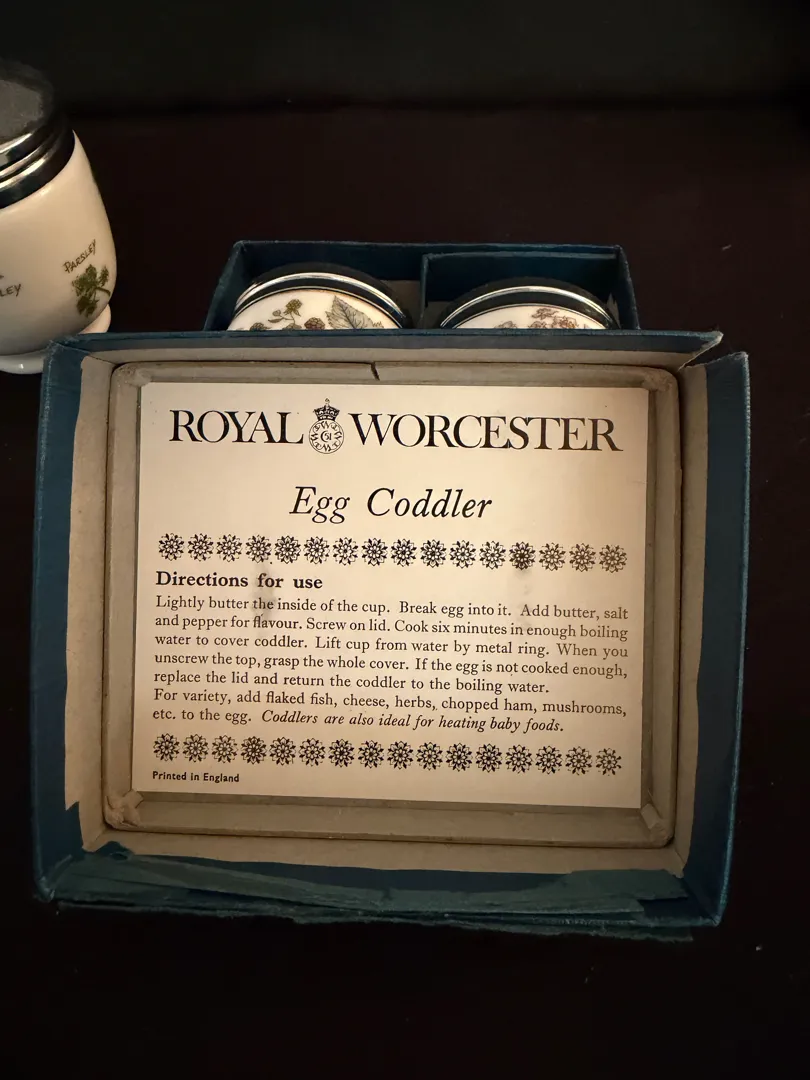 PARSLEY
LEY
ROYAL WORCESTER
Egg Coddler
Directions for use
Lightly butter the inside of the cup. Break egg into it. Add butter, salt
and pepper for flavour. Screw on lid. Cook six minutes in enough boiling
water to cover coddler. Lift cup from water by metal ring. When you
unscrew the top, grasp the whole cover. If the egg is not cooked enough,
replace the lid and return the coddler to the boiling water.
For variety, add flaked fish, cheese, herbs, chopped ham, mushrooms,
etc. to the egg. Coddlers are also ideal for heating baby foods.
Printed in England